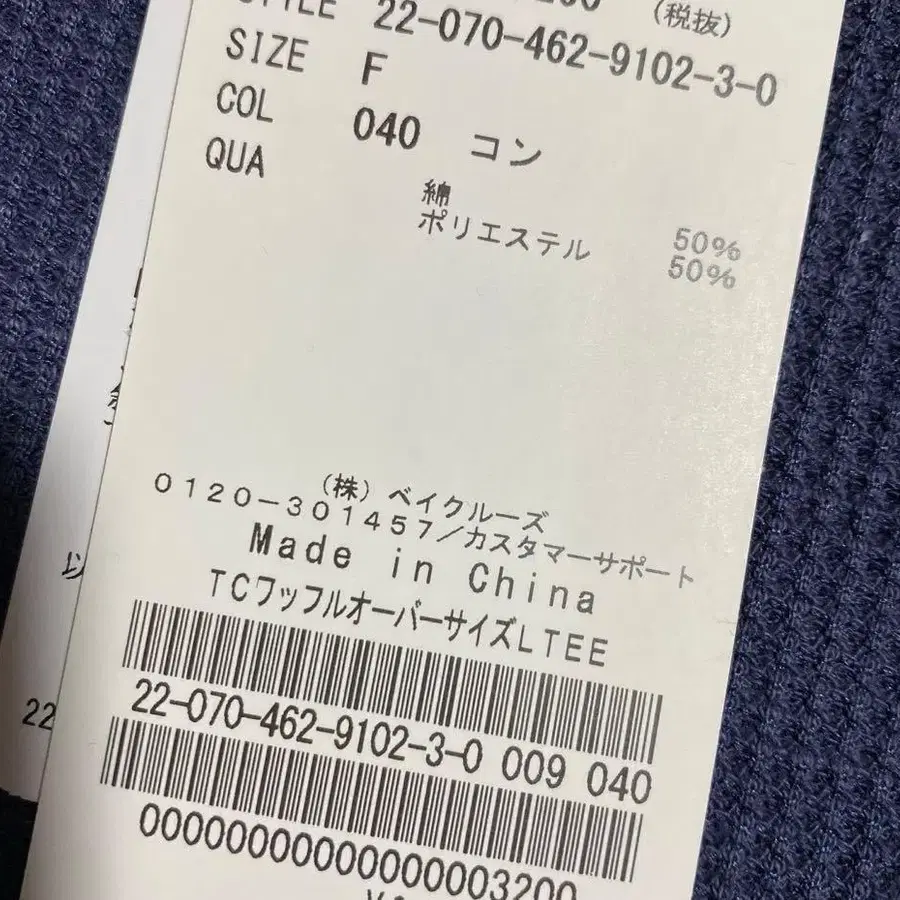 (税抜)
STYLE 22-070-462-9102-3-0
SIZE F
COL 040 コン
QUA
綿 50%
ポリエステル 50%
(株)ベイクルーズ
0120-301457/カスタマーサポート
Made in China
TCワッフルオーバーサイズLTEE
22-070-462-9102-3-0 009 040
00000000000000003200
22